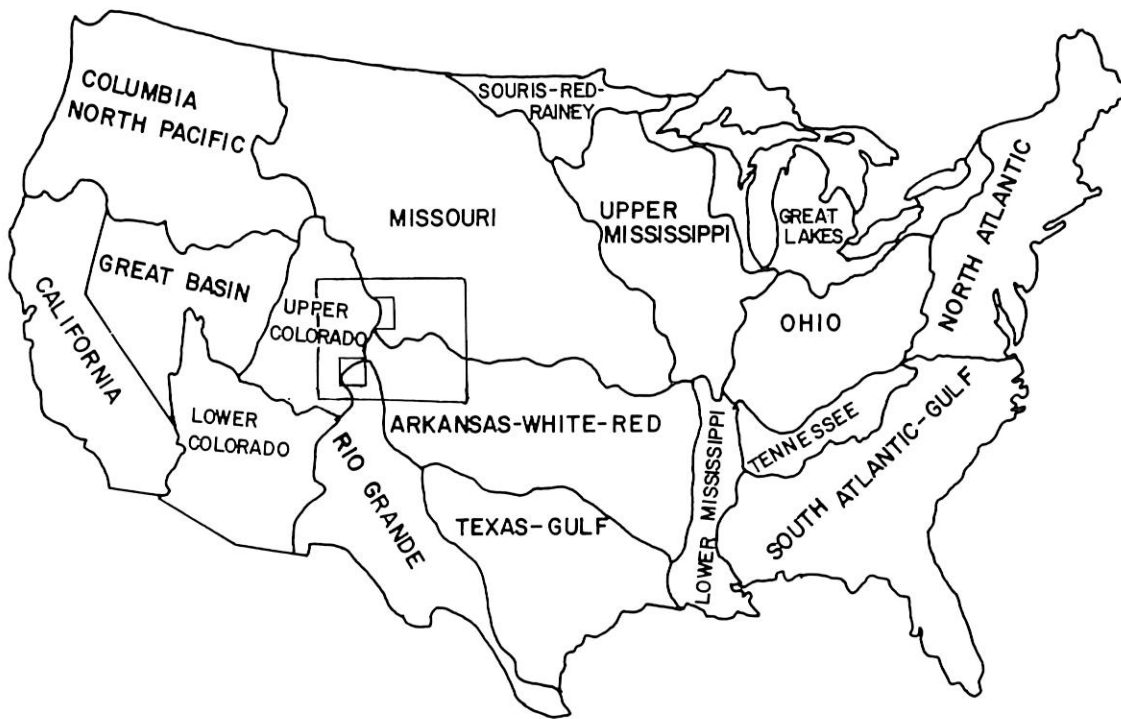 COLUMBIA
NORTH PACIFIC
SOURIS-RED-
RAINEY
MISSOURI
UPPER
MISSISSIPPI
GREAT
LAKES
NORTH ATLANTIC
GREAT BASIN
CALIFORNIA
UPPER
COLORADO
OHIO
LOWER
COLORADO
RIO GRANDE
ARKANSAS-WHITE-RED
TENNESSEE
LOWER MISSISSIPPI
SOUTH ATLANTIC-GULF
TEXAS-GULF